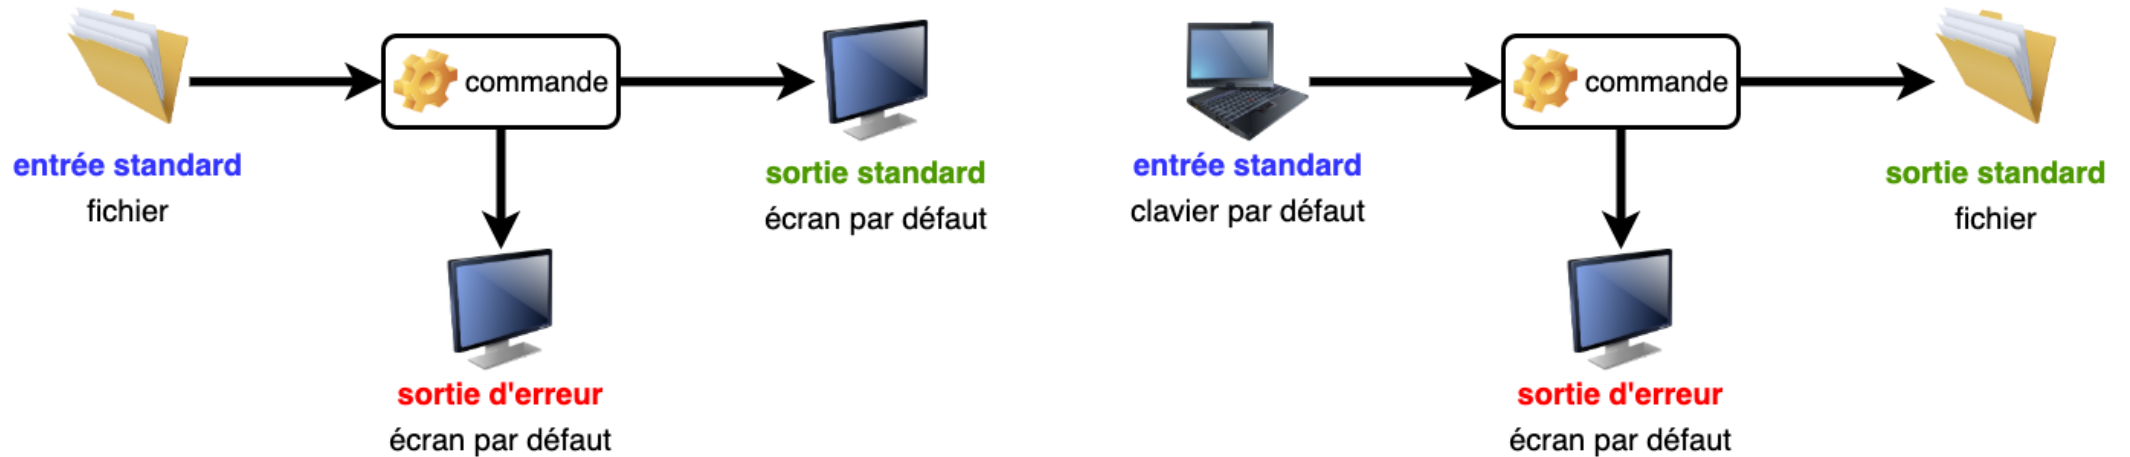 commande
entrée standard
fichier
sortie standard
écran par défaut
sortie d'erreur
écran par défaut
commande
entrée standard
clavier par défaut
sortie standard
fichier
sortie d'erreur
écran par défaut